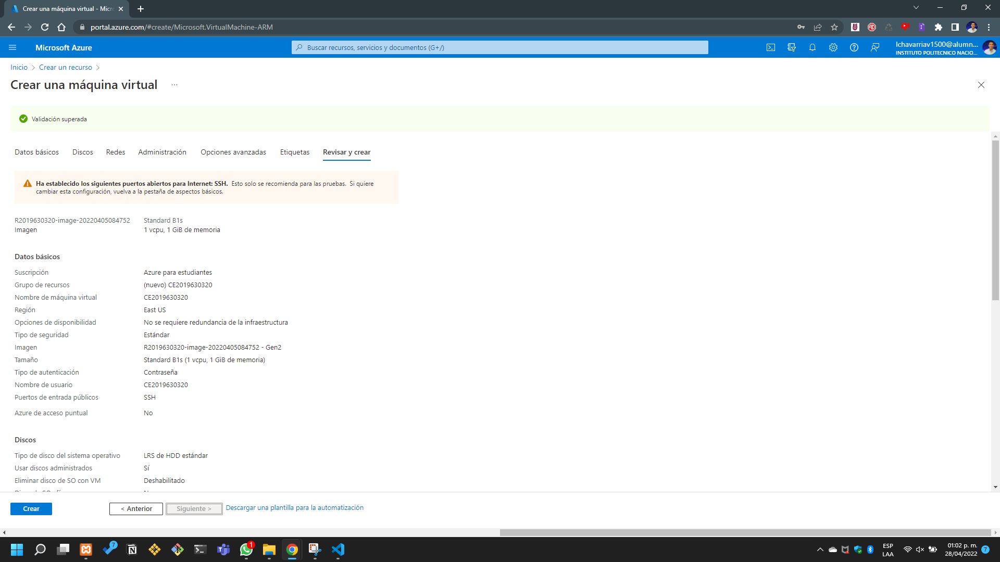 Crear una máquina virtual - Micr
portal.azure.com/#create/Microsoft.VirtualMachine-ARM
Microsoft Azure
Buscar recursos, servicios y documentos (G+/)
lchavarriav1500@alumn...
INSTITUTO POLITECNICO NACIO...
Inicio > Crear un recurso >
Crear una máquina virtual ...
Validación superada
Datos básicos Discos Redes Administración Opciones avanzadas Etiquetas Revisar y crear
Ha establecido los siguientes puertos abiertos para Internet: SSH. Esto solo se recomienda para las pruebas. Si quiere
cambiar esta configuración, vuelva a la pestaña de aspectos básicos.
R2019630320-image-20220405084752 Standard B1s
Imagen 1 vcpu, 1 GiB de memoria
Datos básicos
Suscripción Azure para estudiantes
Grupo de recursos (nuevo) CE2019630320
Nombre de máquina virtual CE2019630320
Región East US
Opciones de disponibilidad No se requiere redundancia de la infraestructura
Tipo de seguridad Estándar
Imagen R2019630320-image-20220405084752 - Gen2
Tamaño Standard B1s (1 vcpu, 1 GiB de memoria)
Tipo de autenticación Contraseña
Nombre de usuario CE2019630320
Puertos de entrada públicos SSH
Azure de acceso puntual No
Discos
Tipo de disco del sistema operativo LRS de HDD estándar
Usar discos administrados Sí
Eliminar disco de SO con VM Deshabilitado
Crear < Anterior Siguiente > Descargar una plantilla para la automatización
7
1
ESP
LAA
01:02 p. m.
28/04/2022
7